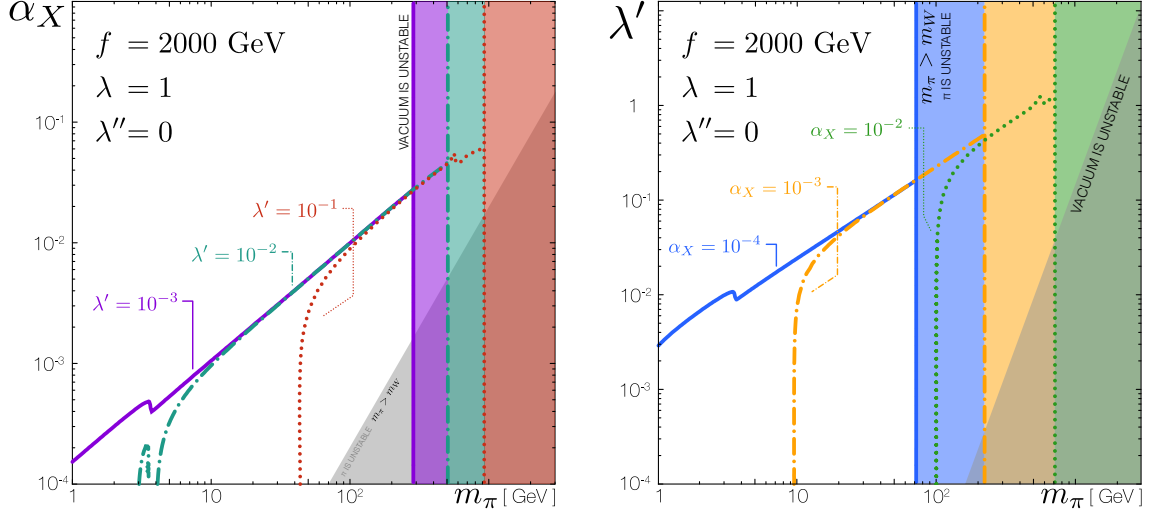 α_X
f = 2000 GeV
λ = 1
λ''= 0
VACUUM IS UNSTABLE
λ' = 10^-1
λ' = 10^-2
λ' = 10^-3
π IS UNSTABLE m_π > m_W
10^-1
10^-2
10^-3
10^-4
1
10
10^2
m_π [ GeV ]
λ'
f = 2000 GeV
λ = 1
λ''= 0
m_π > m_W
π IS UNSTABLE
α_X = 10^-2
α_X = 10^-3
α_X = 10^-4
VACUUM IS UNSTABLE
1
10^-1
10^-2
10^-3
10^-4
1
10
10^2
m_π [ GeV ]